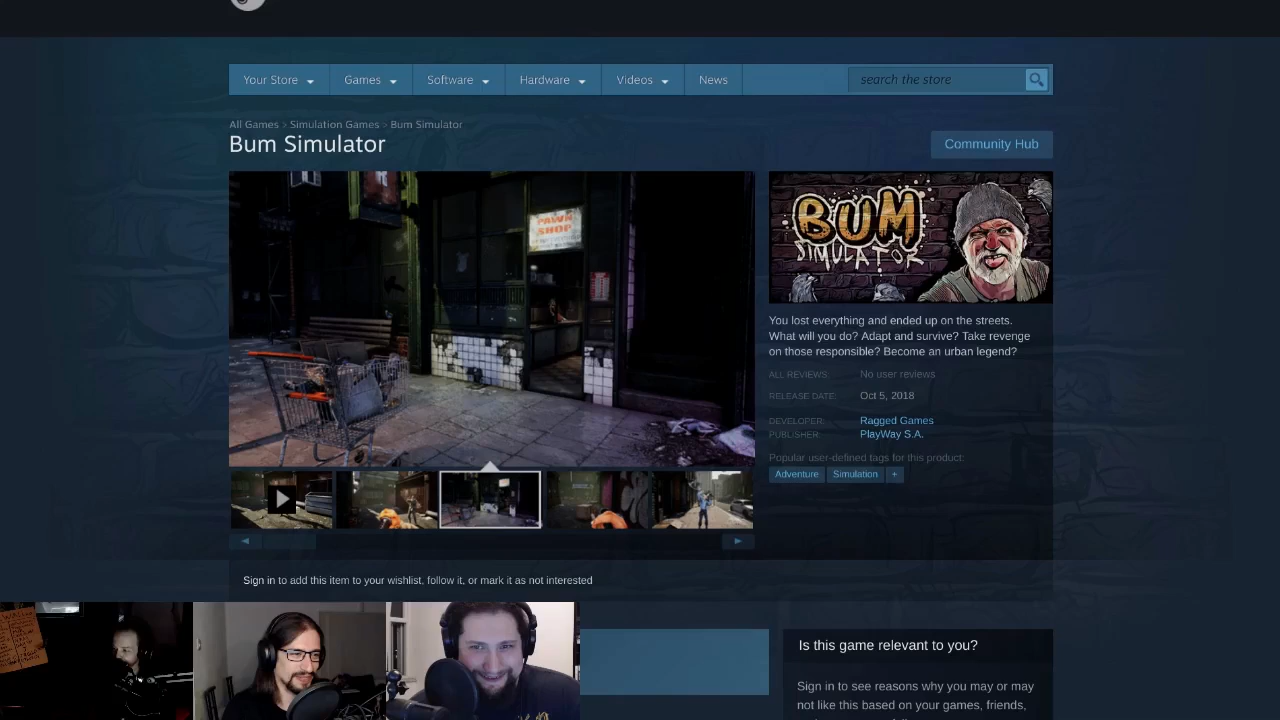 Your Store
Games
Software
Hardware
Videos
News
search the store
All Games > Simulation Games > Bum Simulator
Bum Simulator
Community Hub
PAWN
SHOP
BUM
SIMULATOR
You lost everything and ended up on the streets.
What will you do? Adapt and survive? Take revenge
on those responsible? Become an urban legend?
ALL REVIEWS: No user reviews
RELEASE DATE: Oct 5, 2018
DEVELOPER: Ragged Games
PUBLISHER: PlayWay S.A.
Popular user-defined tags for this product:
Adventure Simulation +
Sign in to add this item to your wishlist, follow it, or mark it as not interested
Is this game relevant to you?
Sign in to see reasons why you may or may
not like this based on your games, friends,